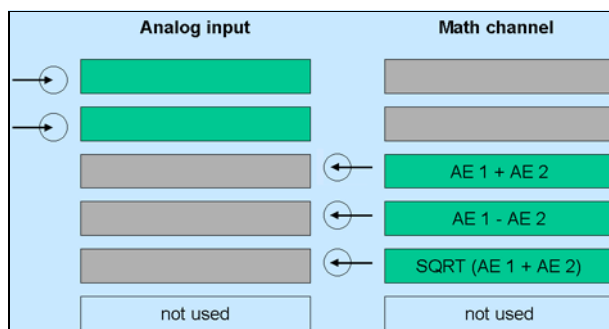 Analog input Math channel
AE 1 + AE 2
AE 1 - AE 2
SQRT (AE 1 + AE 2)
not used not used